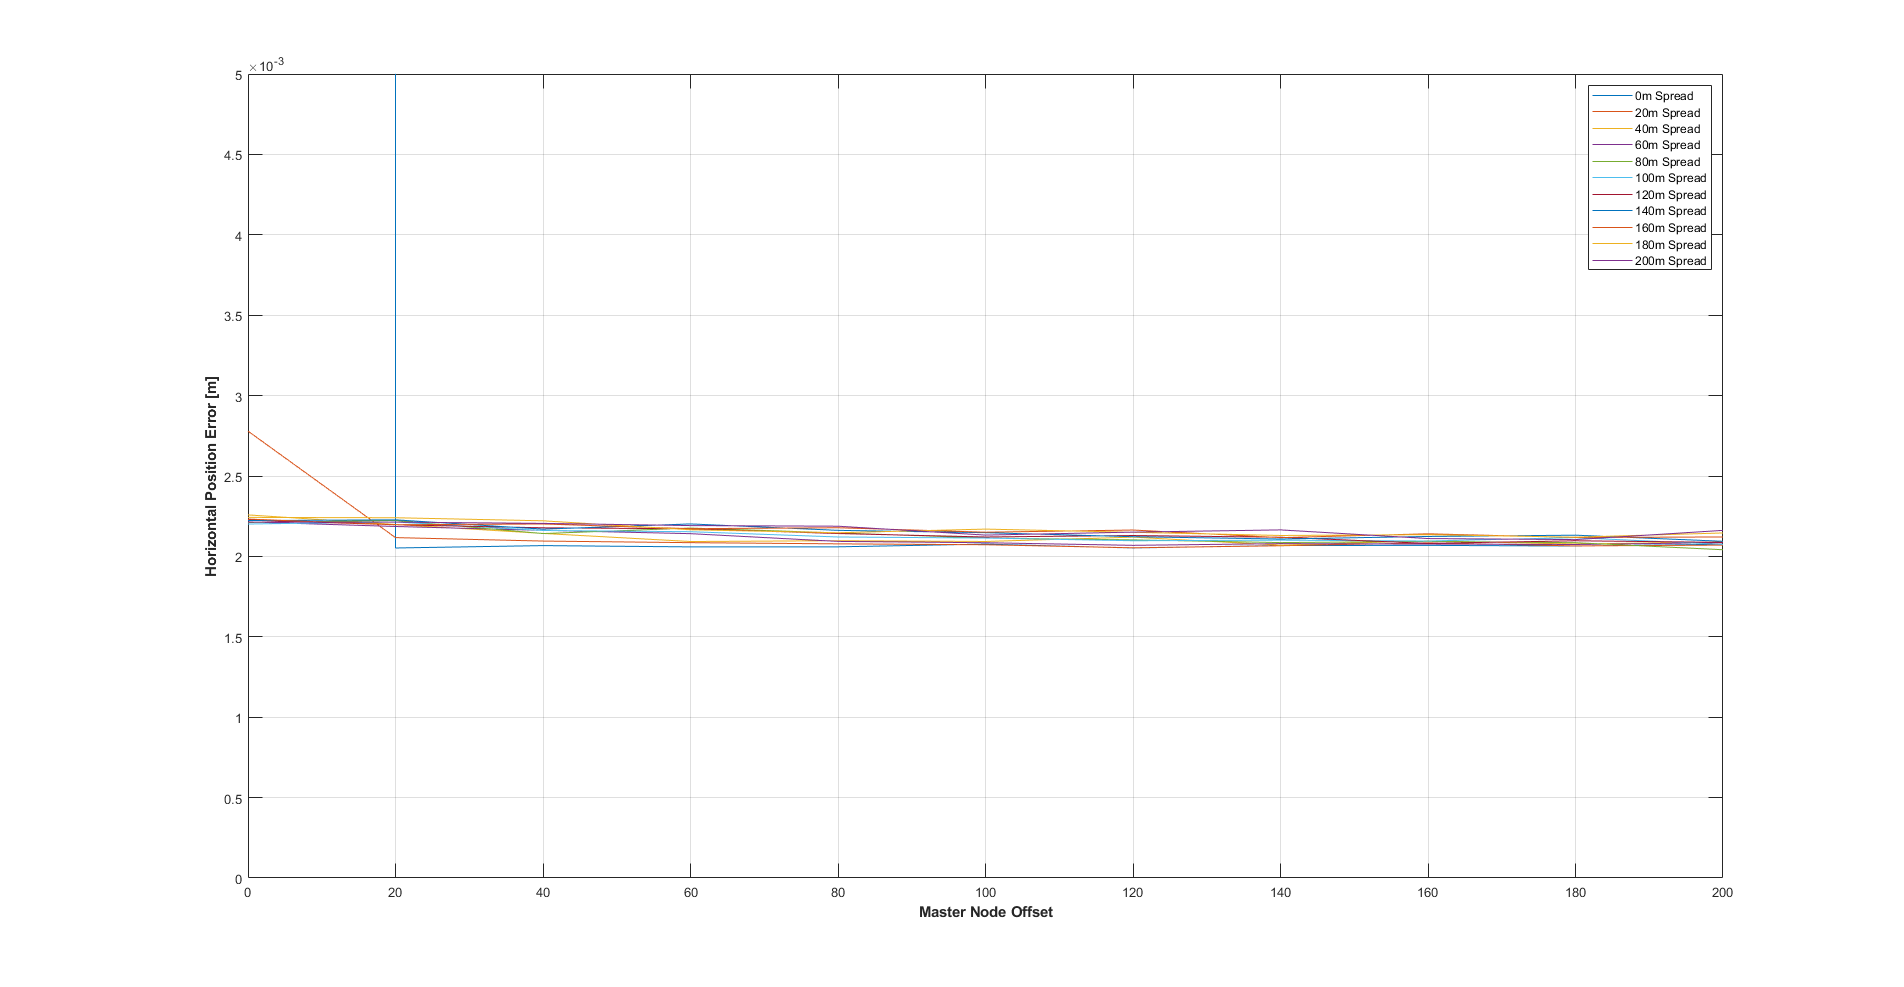 ×10-3
5
4.5
4
3.5
3
2.5
2
1.5
1
0.5
0
Horizontal Position Error [m]
0 20 40 60 80 100 120 140 160 180 200
Master Node Offset
0m Spread
20m Spread
40m Spread
60m Spread
80m Spread
100m Spread
120m Spread
140m Spread
160m Spread
180m Spread
200m Spread